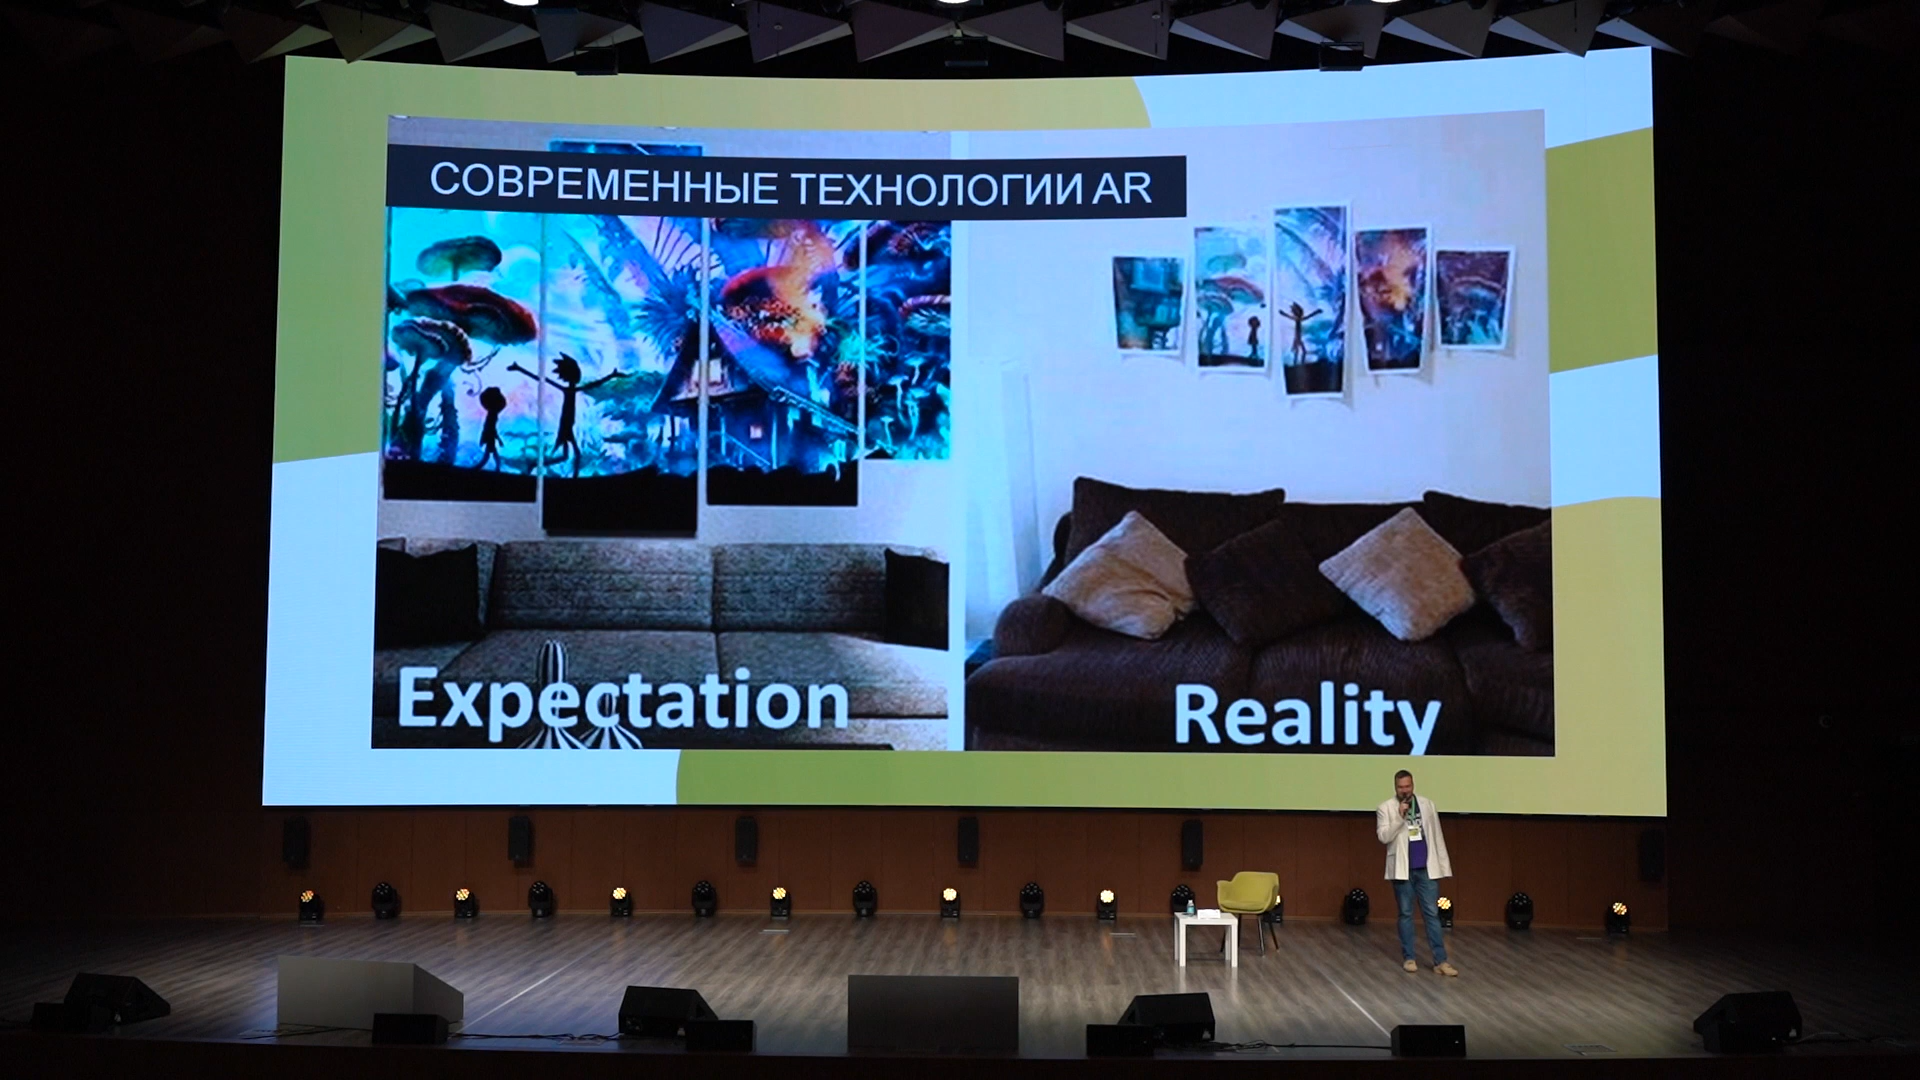 СОВРЕМЕННЫЕ ТЕХНОЛОГИИ AR
Expectation
Reality